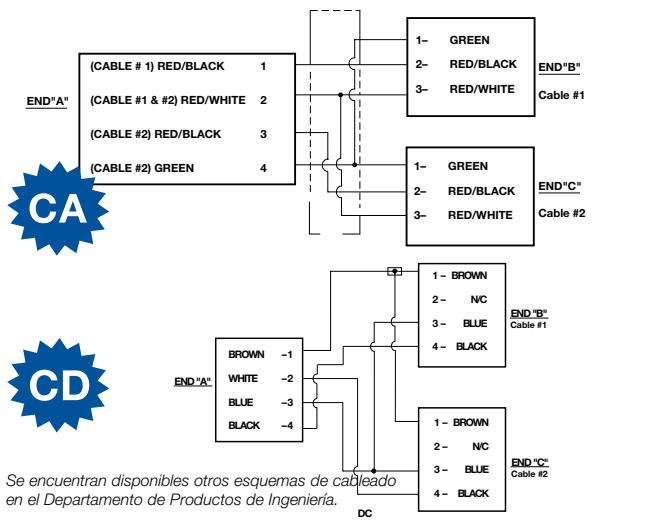 1– GREEN
(CABLE # 1) RED/BLACK 1
2– RED/BLACK
END"B"
END"A"
(CABLE #1 & #2) RED/WHITE 2
3– RED/WHITE
Cable #1
(CABLE #2) RED/BLACK 3
(CABLE #2) GREEN 4
1– GREEN
2– RED/BLACK
END"C"
3– RED/WHITE
Cable #2
CA
1 – BROWN
2 – N/C
END "B"
3 – BLUE
Cable #1
4 – BLACK
BROWN –1
END "A"
WHITE –2
BLUE –3
BLACK –4
CD
1 – BROWN
2 – N/C
END "C"
3 – BLUE
Cable #2
4 – BLACK
Se encuentran disponibles otros esquemas de cableado
en el Departamento de Productos de Ingeniería.
DC